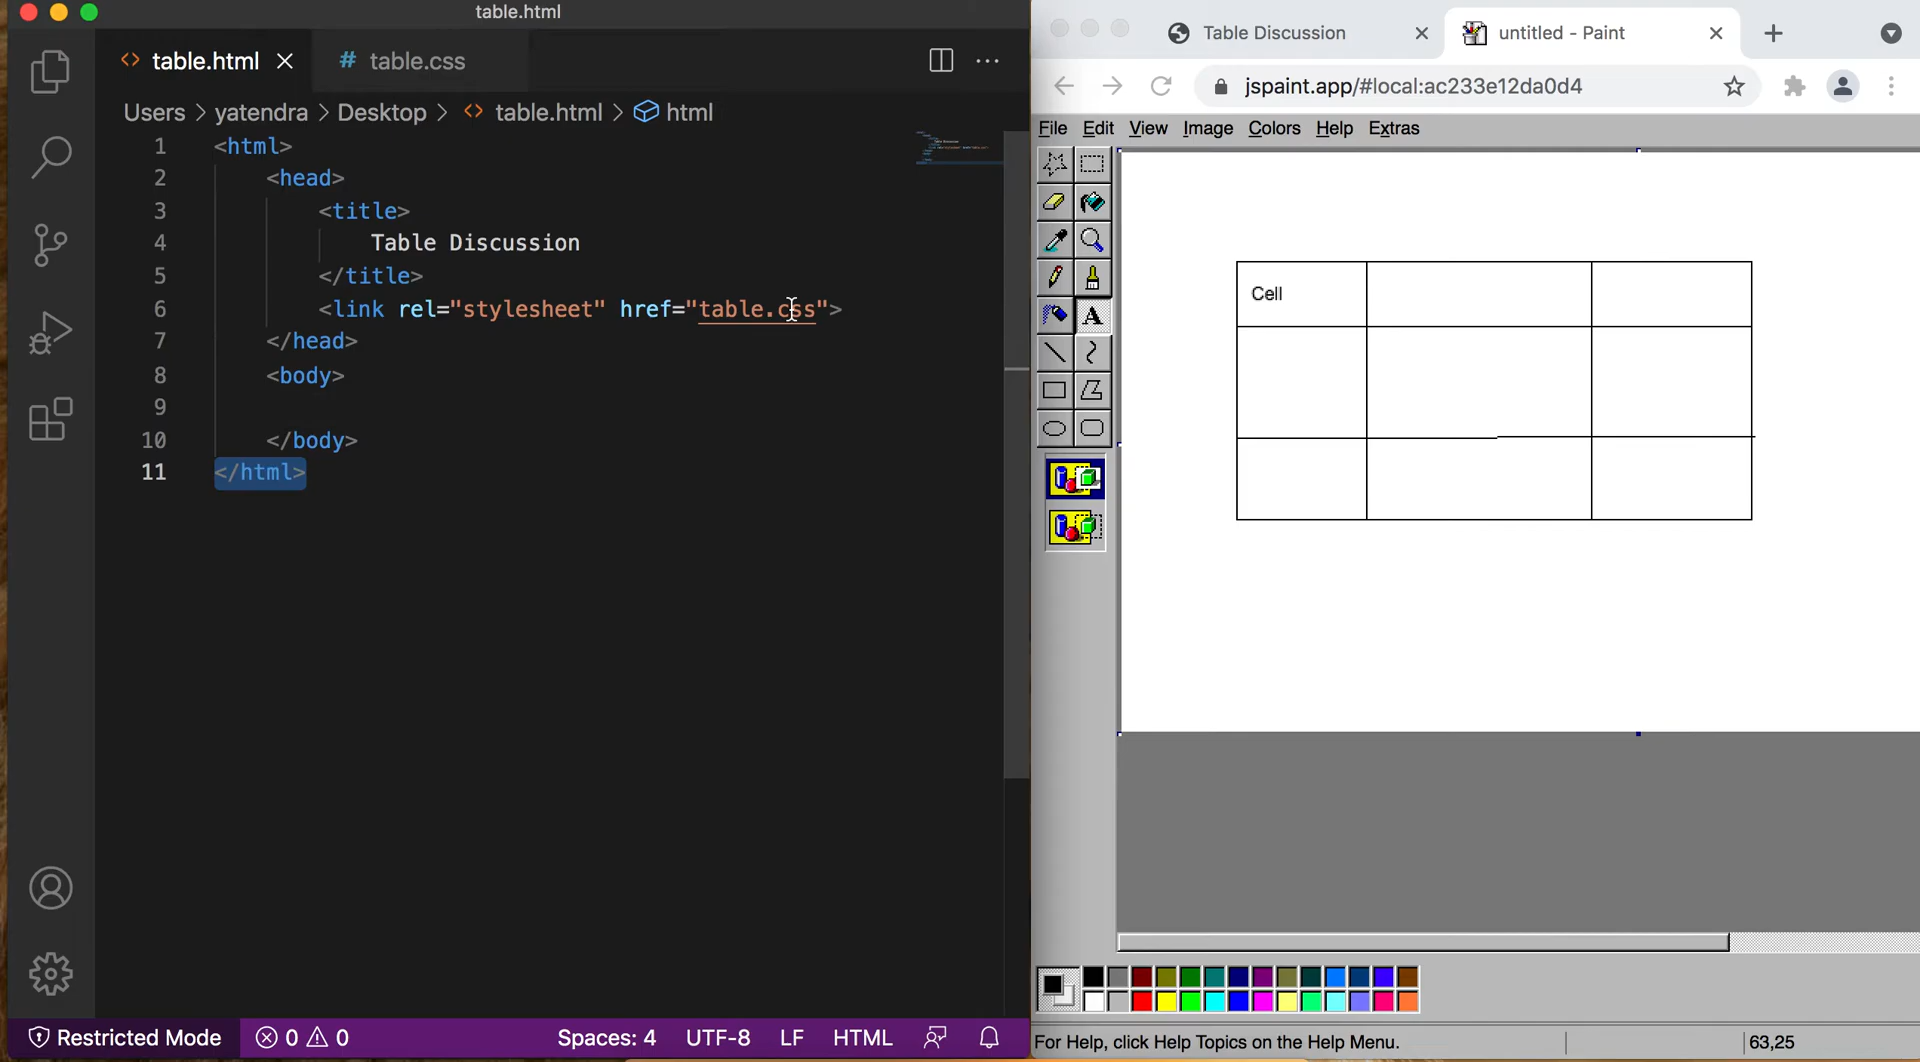 table.html
table.html
# table.css
Users > yatendra > Desktop > table.html > html
1 <html>
2 <head>
3 <title>
4 Table Discussion
5 </title>
6 <link rel="stylesheet" href="table.css">
7 </head>
8 <body>
9
10 </body>
11 </html>
Restricted Mode 0 0 Spaces: 4 UTF-8 LF HTML
Table Discussion
untitled - Paint
jspaint.app/#local:ac233e12da0d4
File Edit View Image Colors Help Extras
A
Cell
For Help, click Help Topics on the Help Menu. 63,25